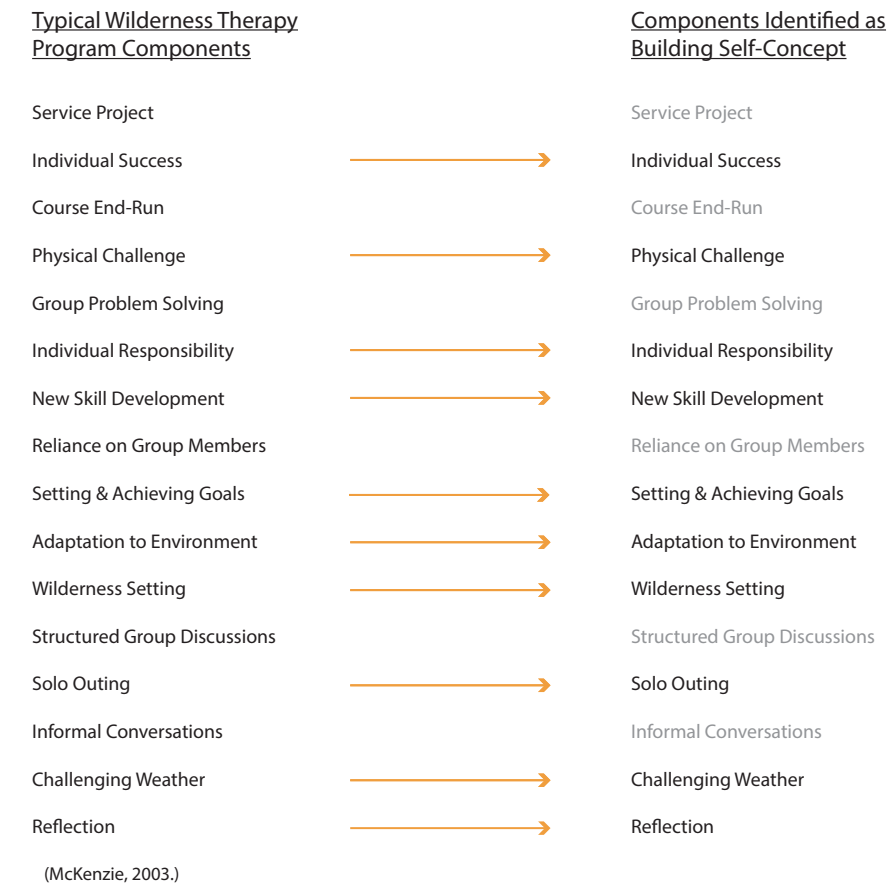 Typical Wilderness Therapy
Program Components
Components Identified as
Building Self-Concept
Service Project
Service Project
Individual Success
Individual Success
Course End-Run
Course End-Run
Physical Challenge
Physical Challenge
Group Problem Solving
Group Problem Solving
Individual Responsibility
Individual Responsibility
New Skill Development
New Skill Development
Reliance on Group Members
Reliance on Group Members
Setting & Achieving Goals
Setting & Achieving Goals
Adaptation to Environment
Adaptation to Environment
Wilderness Setting
Wilderness Setting
Structured Group Discussions
Structured Group Discussions
Solo Outing
Solo Outing
Informal Conversations
Informal Conversations
Challenging Weather
Challenging Weather
Reflection
Reflection
(McKenzie, 2003.)